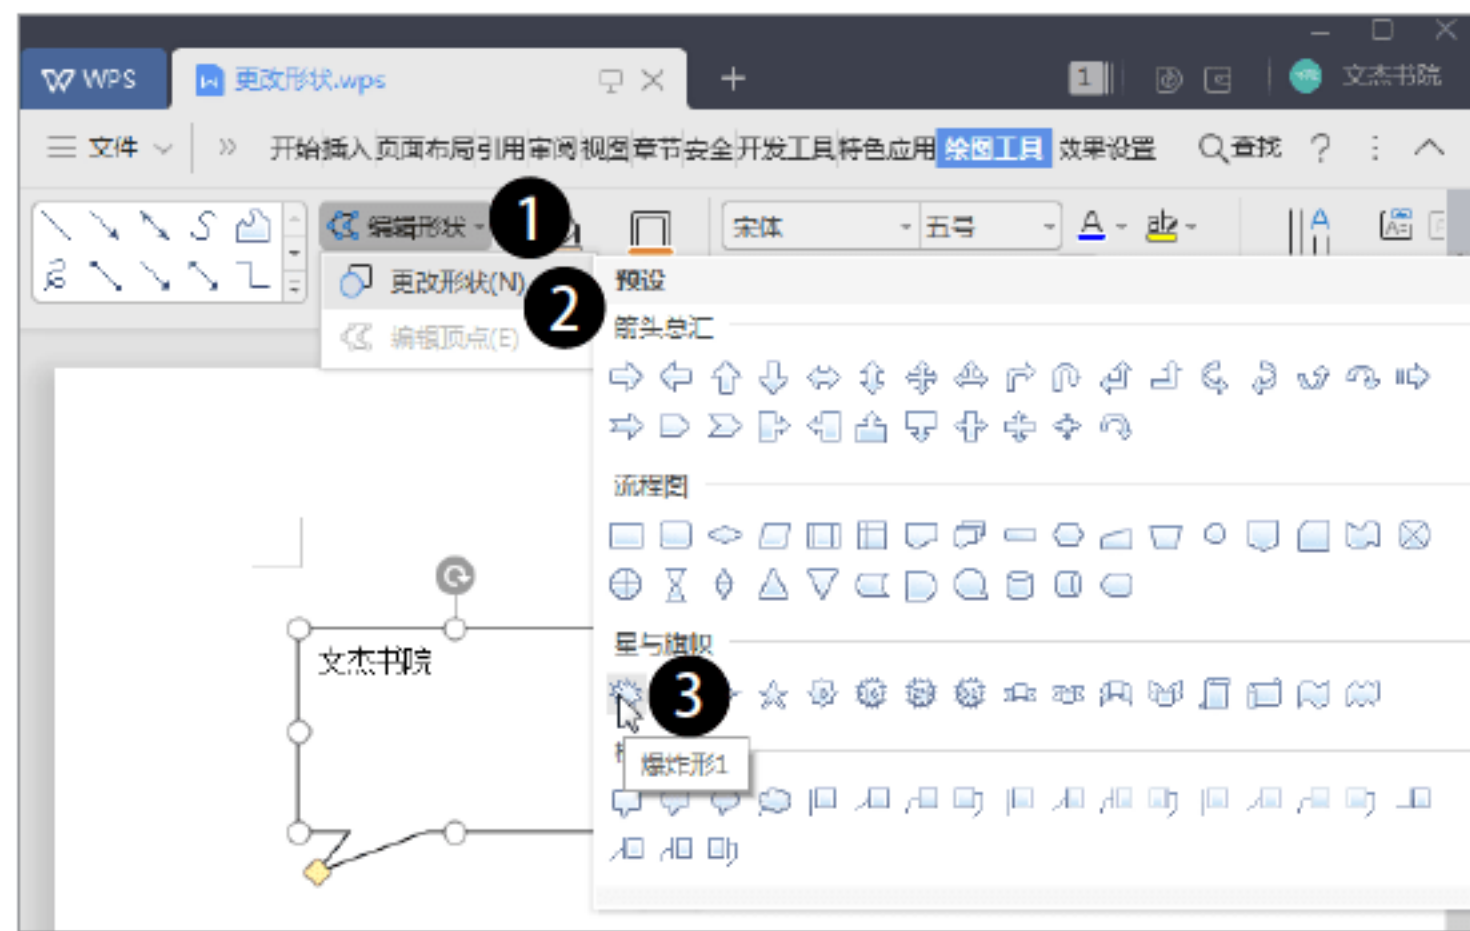 WPS
更改形状.wps
1
文杰书院
文件
开始
插入
页面布局
引用
审阅
视图
章节
安全
开发工具
特色应用
绘图工具
效果设置
查找
?
编辑形状
1
宋体
五号
A
ab
A
更改形状(N)
2
编辑顶点(E)
预设
箭头总汇
流程图
星与旗帜
3
爆炸形1
文杰书院